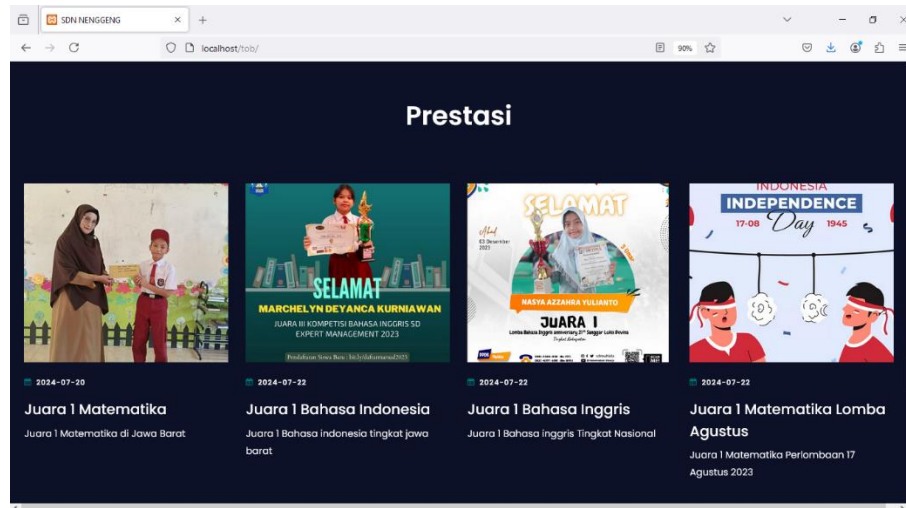 SDN NENGGENG
localhost/tob/
90%
Prestasi
SELAMAT
MARCHELYN DEYANCA KURNIAWAN
JUARA III KOMPETISI BAHASA INGGRIS SD
EXPERT MANAGEMENT 2023
SELAMAT
Ahad
03 Desember
2023
NASYA AZZAHRA YULIANTO
JUARA I
INDONESIA
INDEPENDENCE
17-08 Day 1945
2024-07-20
Juara 1 Matematika
Juara 1 Matematika di Jawa Barat
2024-07-22
Juara 1 Bahasa Indonesia
Juara 1 Bahasa indonesia tingkat jawa
barat
2024-07-22
Juara 1 Bahasa Inggris
Juara 1 Bahasa inggris Tingkat Nasional
2024-07-22
Juara 1 Matematika Lomba
Agustus
Juara 1 Matematika Perlombaan 17
Agustus 2023